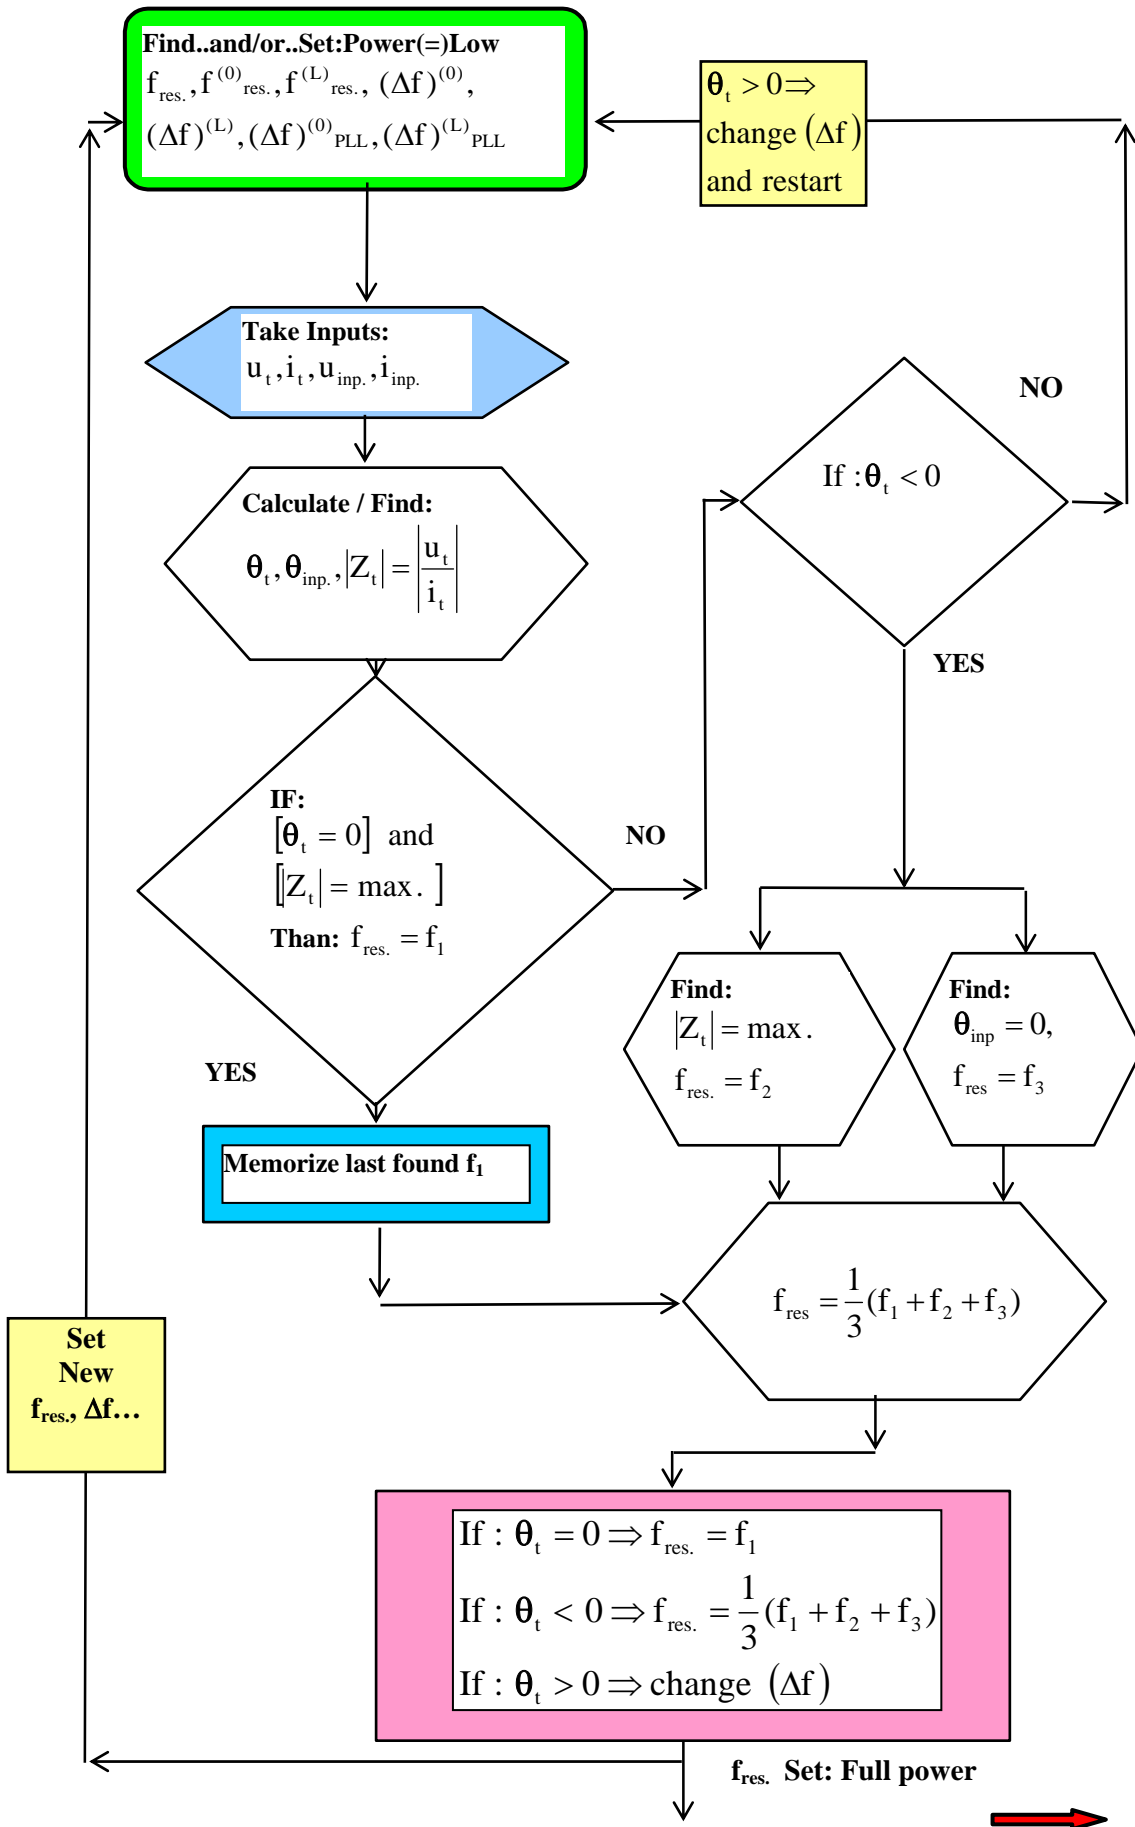 Find..and/or..Set:Power(=)Low
f_res., f^(0)_res., f^(L)_res., (Δf)^(0),
(Δf)^(L), (Δf)^(0)_PLL, (Δf)^(L)_PLL
θ_t > 0 ⇒
change (Δf)
and restart
Take Inputs:
u_t, i_t, u_inp., i_inp.
NO
If : θ_t < 0
Calculate / Find:
θ_t, θ_inp., |Z_t| = |u_t / i_t|
YES
IF:
[θ_t = 0] and
[|Z_t| = max. ]
Than: f_res. = f_1
NO
YES
Find:
|Z_t| = max.
f_res. = f_2
Find:
θ_inp = 0,
f_res = f_3
Memorize last found f_1
f_res = 1/3 (f_1 + f_2 + f_3)
Set
New
f_res., Δf…
If : θ_t = 0 ⇒ f_res. = f_1
If : θ_t < 0 ⇒ f_res. = 1/3 (f_1 + f_2 + f_3)
If : θ_t > 0 ⇒ change (Δf)
f_res. Set: Full power